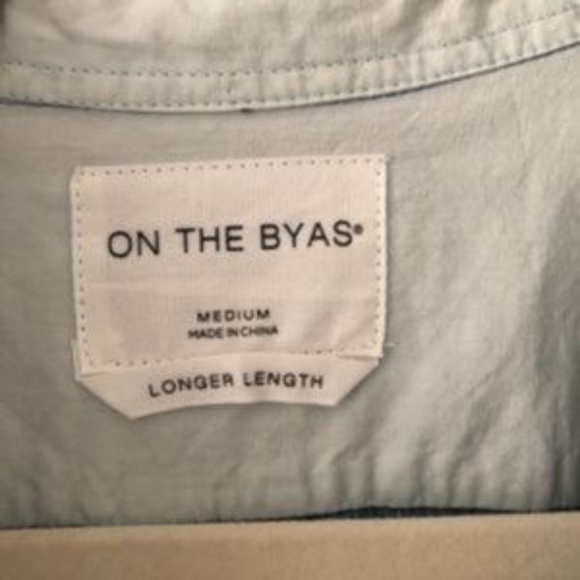 ON THE BYAS®
MEDIUM
MADE IN CHINA
LONGER LENGTH